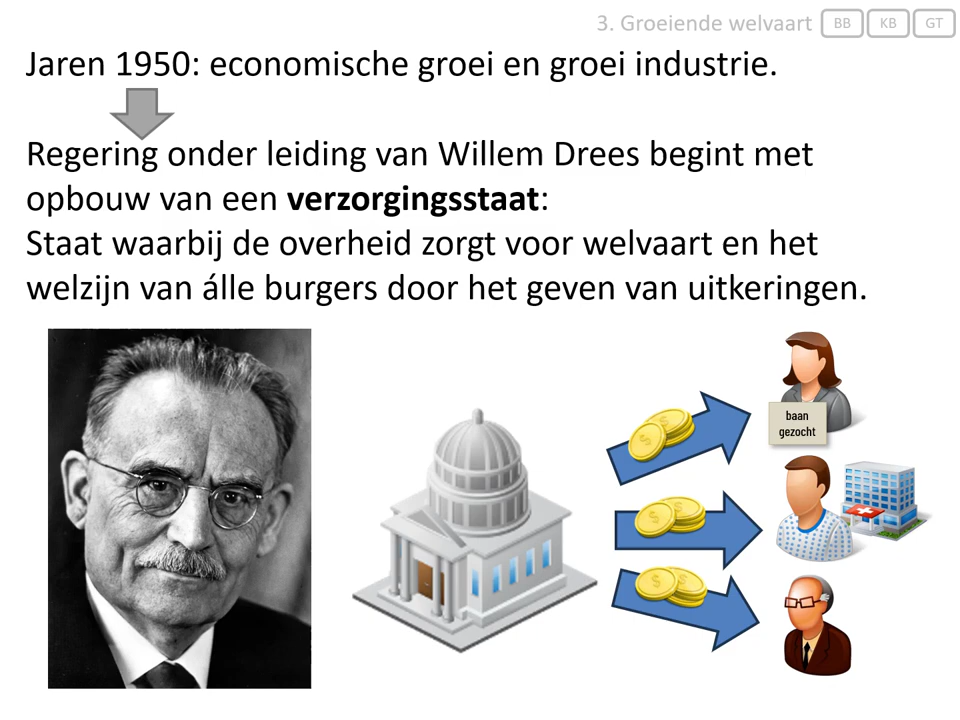 3. Groeiende welvaart BB KB GT
Jaren 1950: economische groei en groei industrie.
Regering onder leiding van Willem Drees begint met
opbouw van een verzorgingsstaat:
Staat waarbij de overheid zorgt voor welvaart en het
welzijn van álle burgers door het geven van uitkeringen.
baan
gezocht